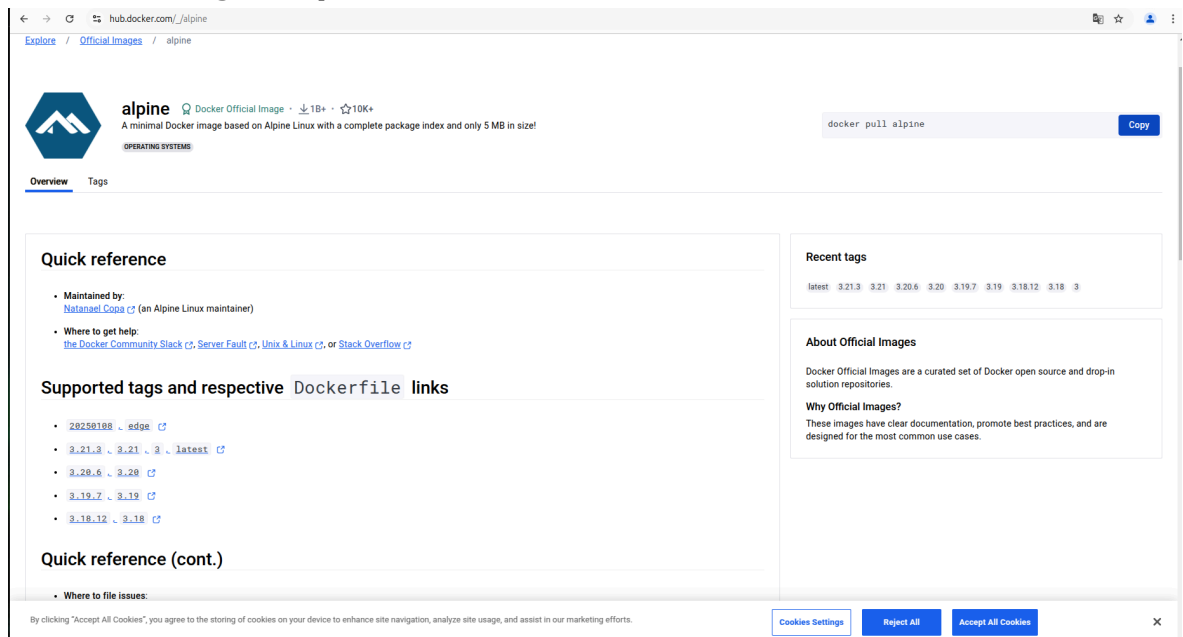 hub.docker.com/_/alpine
Explore / Official Images / alpine
alpine Docker Official Image · 1B+ · 10K+
A minimal Docker image based on Alpine Linux with a complete package index and only 5 MB in size!
OPERATING SYSTEMS
docker pull alpine
Copy
Overview Tags
Quick reference
• Maintained by:
Natanael Copa (an Alpine Linux maintainer)
• Where to get help:
the Docker Community Slack, Server Fault, Unix & Linux, or Stack Overflow
Supported tags and respective Dockerfile links
• 20250108, edge
• 3.21.3, 3.21, 3, latest
• 3.20.6, 3.20
• 3.19.7, 3.19
• 3.18.12, 3.18
Quick reference (cont.)
• Where to file issues:
Recent tags
latest 3.21.3 3.21 3.20.6 3.20 3.19.7 3.19 3.18.12 3.18 3
About Official Images
Docker Official Images are a curated set of Docker open source and drop-in
solution repositories.
Why Official Images?
These images have clear documentation, promote best practices, and are
designed for the most common use cases.
By clicking "Accept All Cookies", you agree to the storing of cookies on your device to enhance site navigation, analyze site usage, and assist in our marketing efforts.
Cookies Settings
Reject All
Accept All Cookies